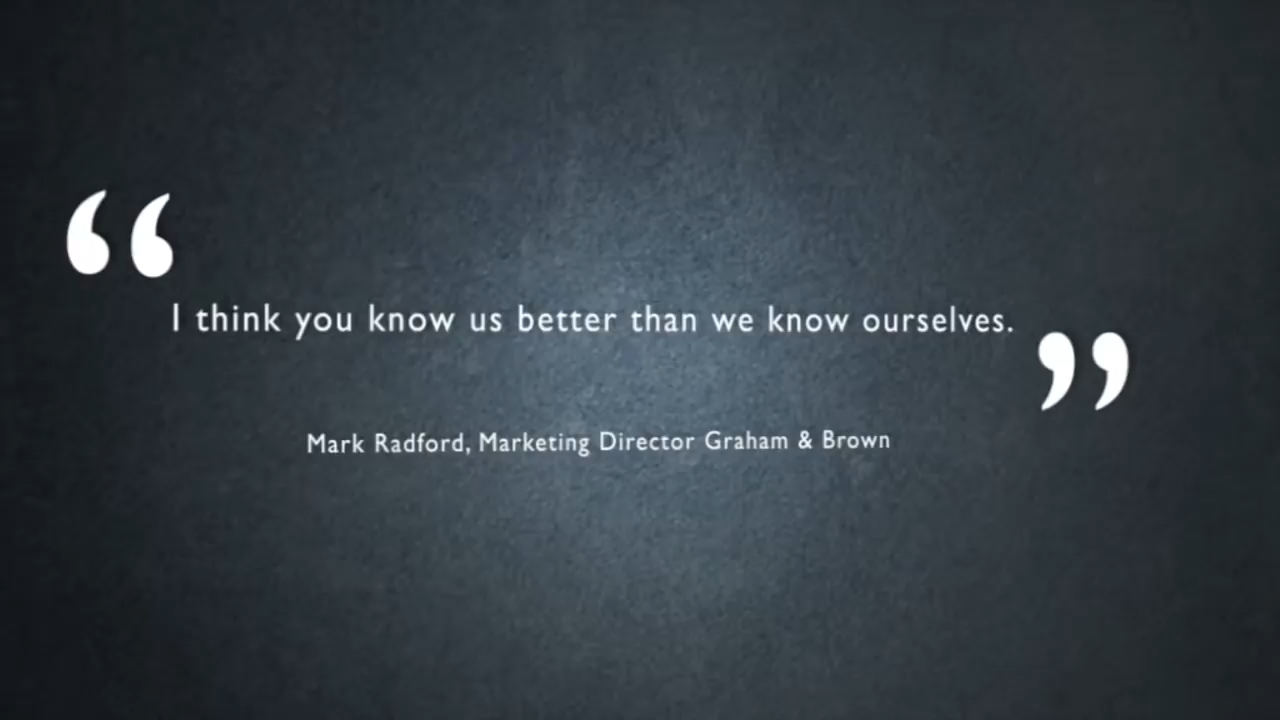 “I think you know us better than we know ourselves.”
Mark Radford, Marketing Director Graham & Brown